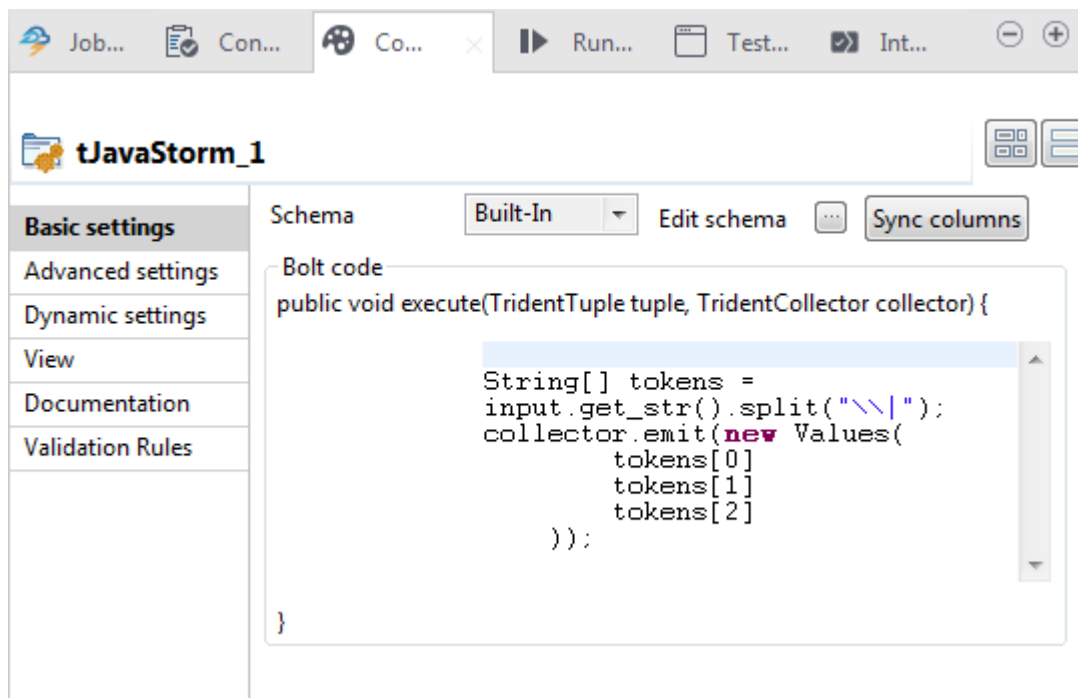 Job... Con... Co... Run... Test... Int...
tJavaStorm_1
Basic settings
Advanced settings
Dynamic settings
View
Documentation
Validation Rules
Schema Built-In Edit schema ... Sync columns
Bolt code
public void execute(TridentTuple tuple, TridentCollector collector) {
String[] tokens =
input.get_str().split("\\|");
collector.emit(new Values(
tokens[0]
tokens[1]
tokens[2]
));
}